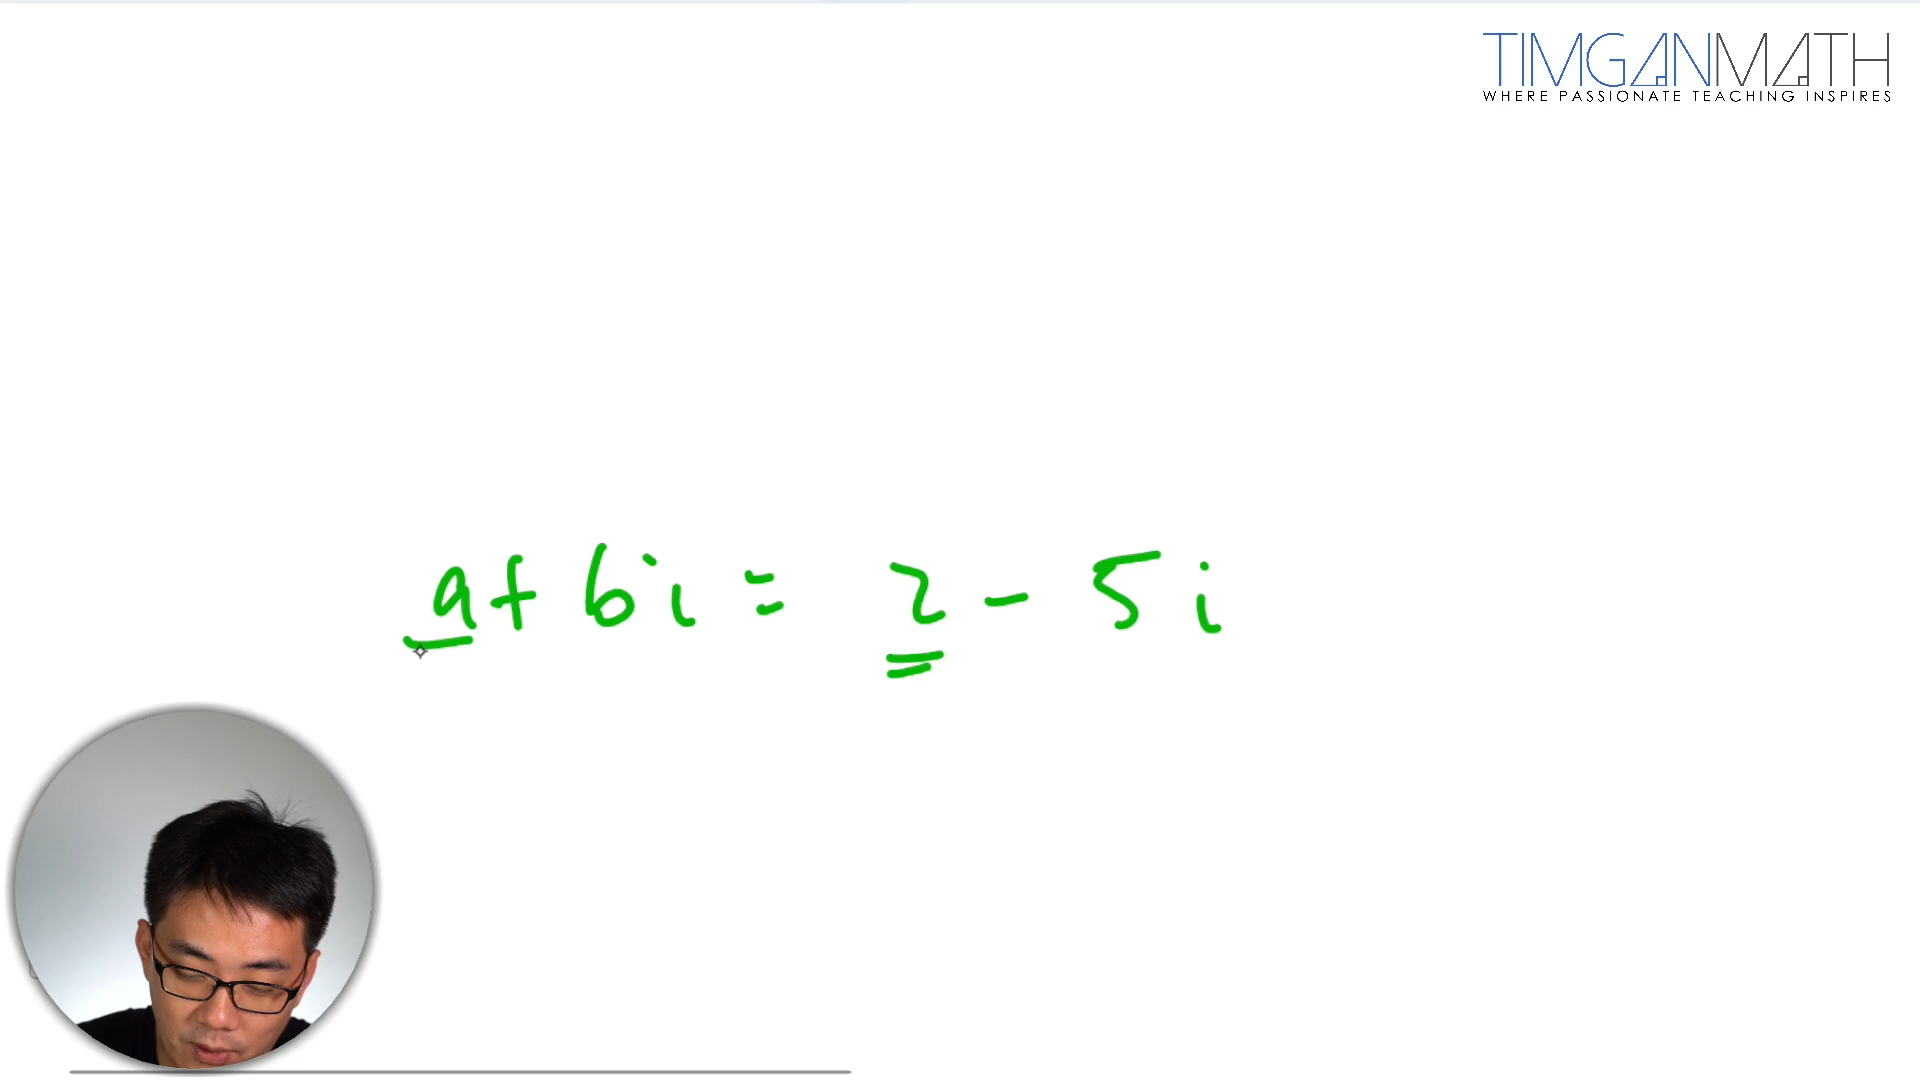 TIMGANMATH
WHERE PASSIONATE TEACHING INSPIRES
a + bi = 2 - 5i